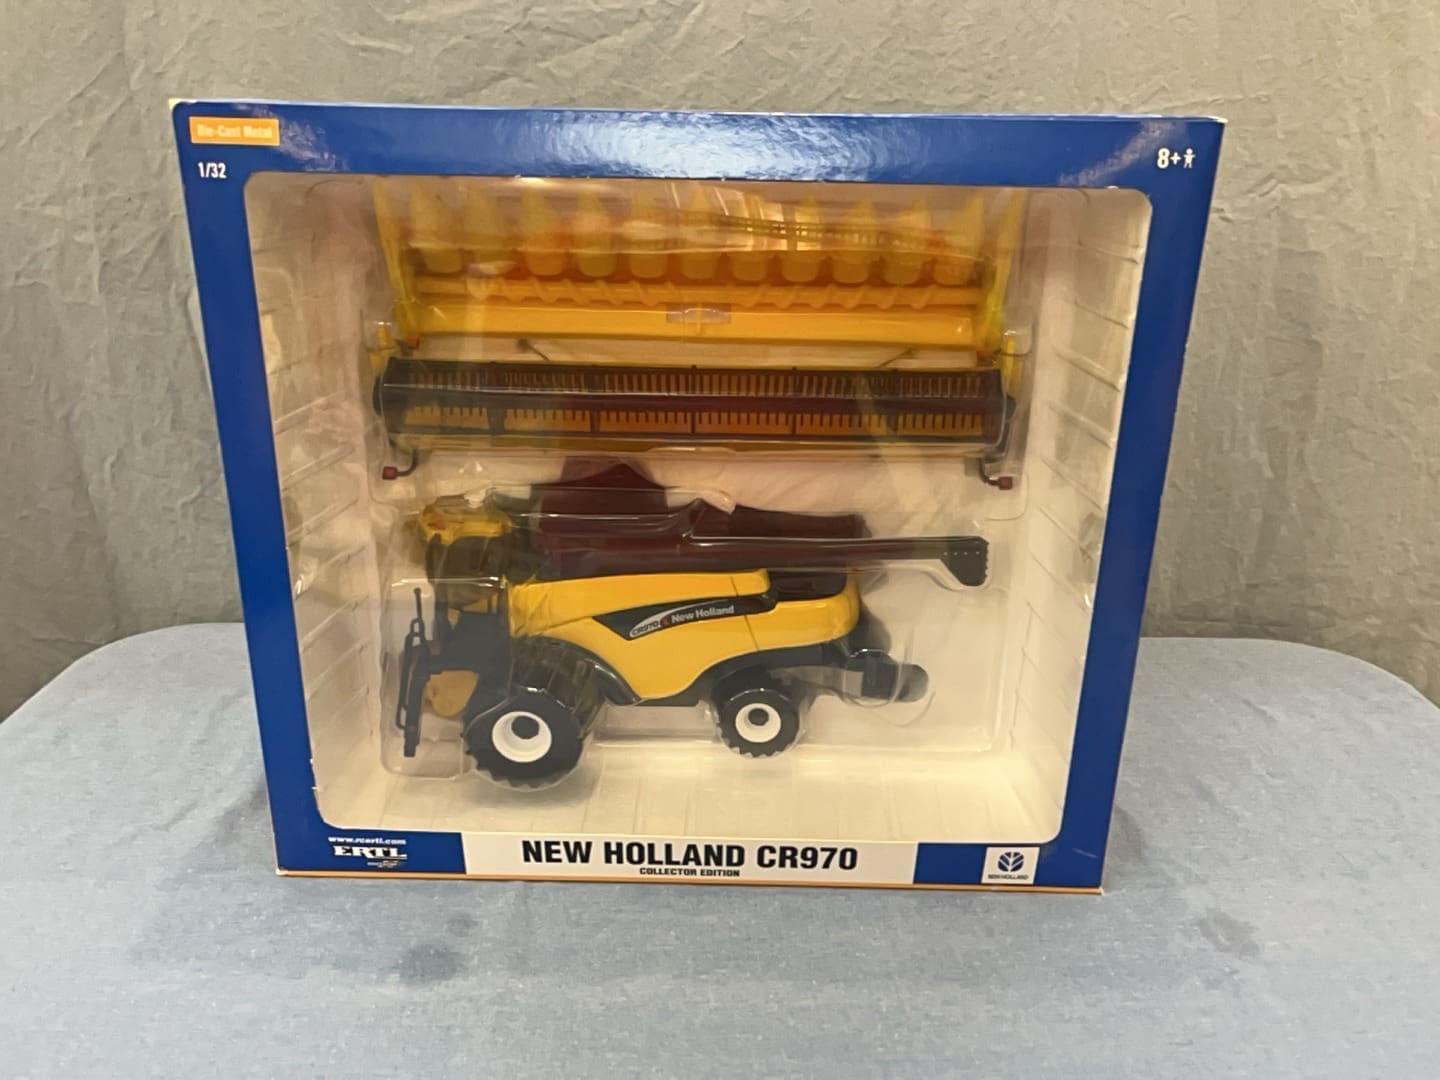 Die-Cast Metal
1/32
8+
CR970 New Holland
www.rcertl.com
ERTL
NEW HOLLAND CR970
COLLECTOR EDITION
NEW HOLLAND